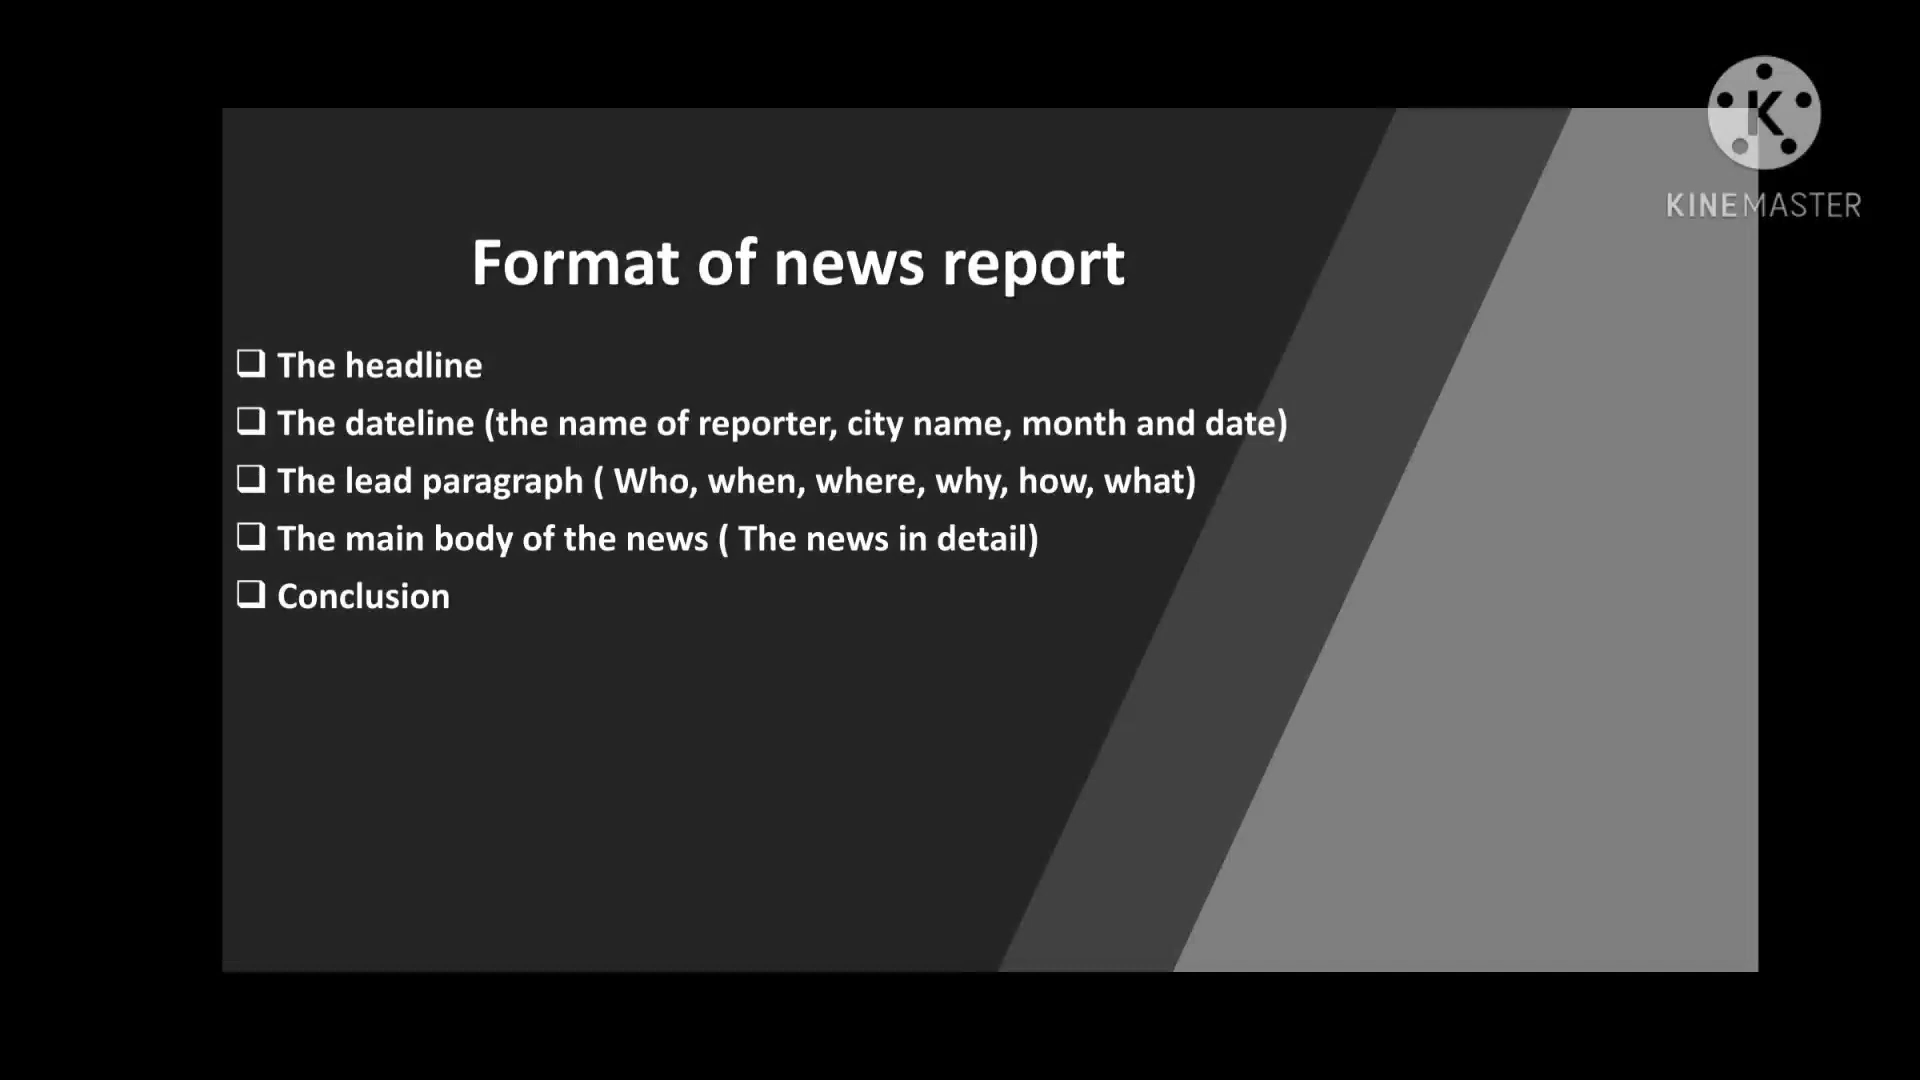 K
KINEMASTER
Format of news report
❑ The headline
❑ The dateline (the name of reporter, city name, month and date)
❑ The lead paragraph ( Who, when, where, why, how, what)
❑ The main body of the news ( The news in detail)
❑ Conclusion